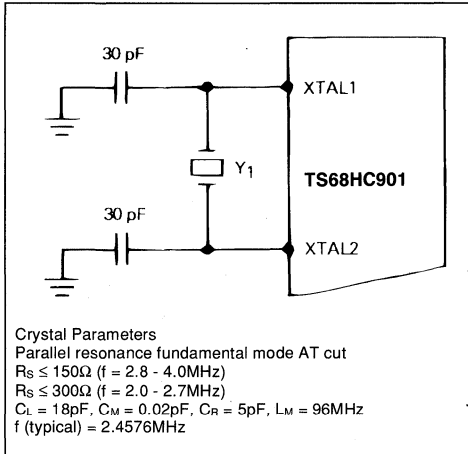 30 pF
XTAL1
Y1
TS68HC901
30 pF
XTAL2
Crystal Parameters
Parallel resonance fundamental mode AT cut
RS ≤ 150Ω (f = 2.8 - 4.0MHz)
RS ≤ 300Ω (f = 2.0 - 2.7MHz)
CL = 18pF, CM = 0.02pF, CR = 5pF, LM = 96MHz
f (typical) = 2.4576MHz